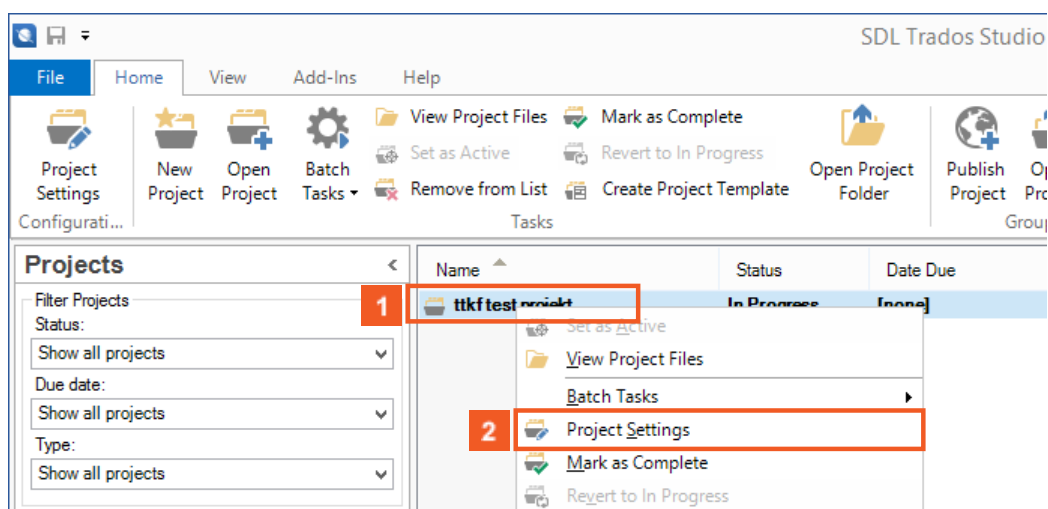 SDL Trados Studio
File Home View Add-Ins Help
Project Settings
New Project
Open Project
Batch Tasks
View Project Files
Set as Active
Remove from List
Mark as Complete
Revert to In Progress
Create Project Template
Open Project Folder
Publish Project
Configurati...
Tasks
Projects
Filter Projects
Status:
Show all projects
Due date:
Show all projects
Type:
Show all projects
Name Status Date Due
1 ttkf test projekt In Progress [none]
Set as Active
View Project Files
Batch Tasks
2 Project Settings
Mark as Complete
Revert to In Progress